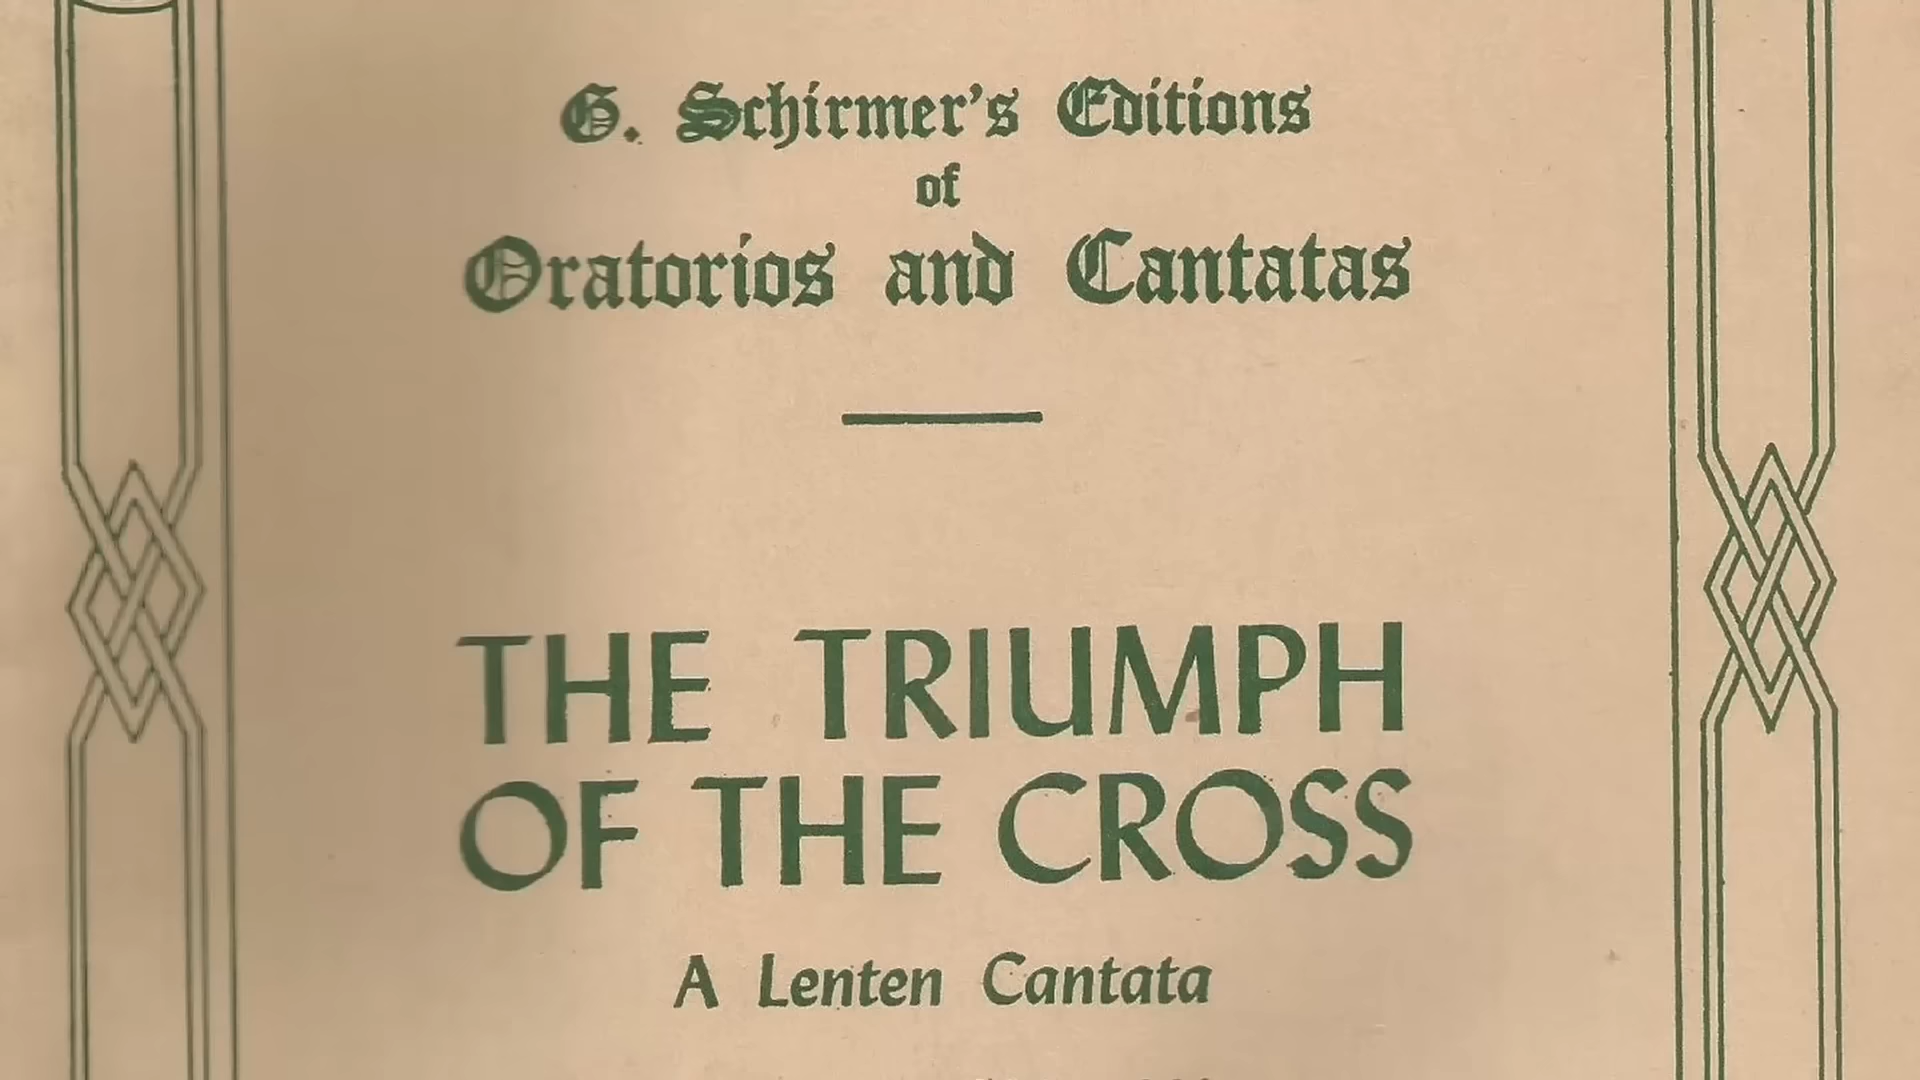 G. Schirmer's Editions
of
Oratorios and Cantatas
THE TRIUMPH
OF THE CROSS
A Lenten Cantata